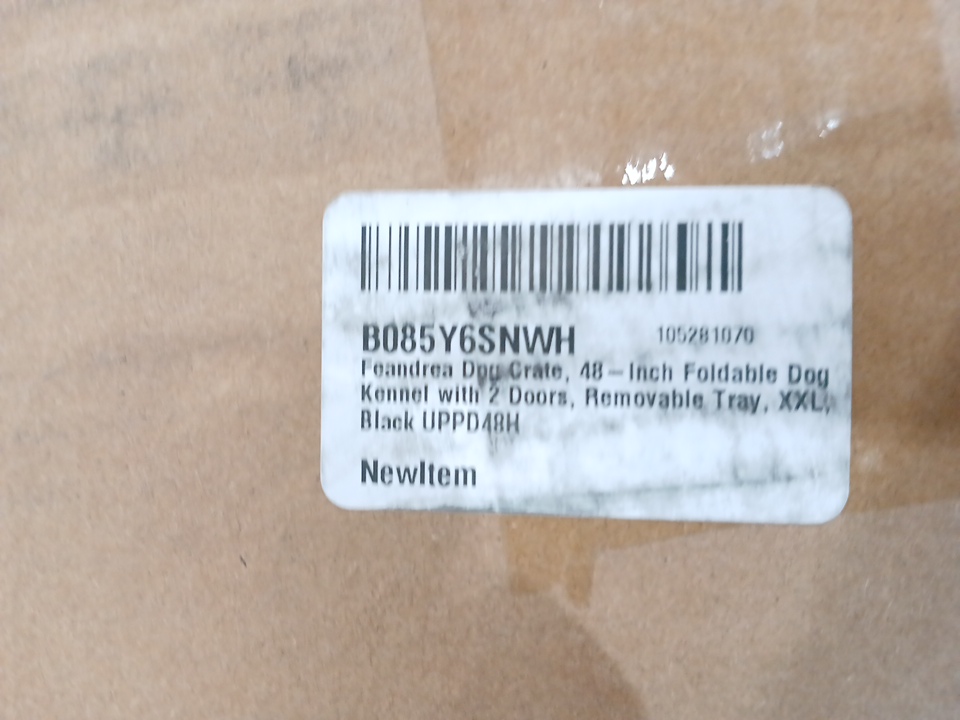 B085Y6SNWH
105281070
Feandrea Dog Crate, 48-Inch Foldable Dog
Kennel with 2 Doors, Removable Tray, XXL,
Black UPPD48H
NewItem